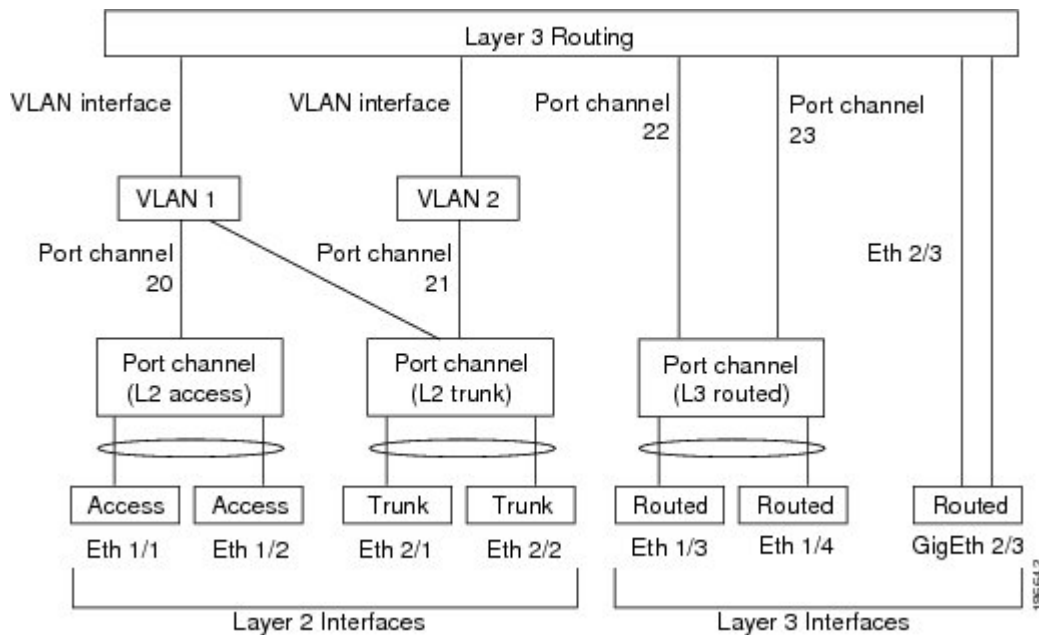 Layer 3 Routing
VLAN interface
VLAN interface
Port channel
22
Port channel
23
VLAN 1
VLAN 2
Port channel
20
Port channel
21
Eth 2/3
Port channel
(L2 access)
Port channel
(L2 trunk)
Port channel
(L3 routed)
Access
Access
Trunk
Trunk
Routed
Routed
Routed
Eth 1/1
Eth 1/2
Eth 2/1
Eth 2/2
Eth 1/3
Eth 1/4
GigEth 2/3
Layer 2 Interfaces
Layer 3 Interfaces